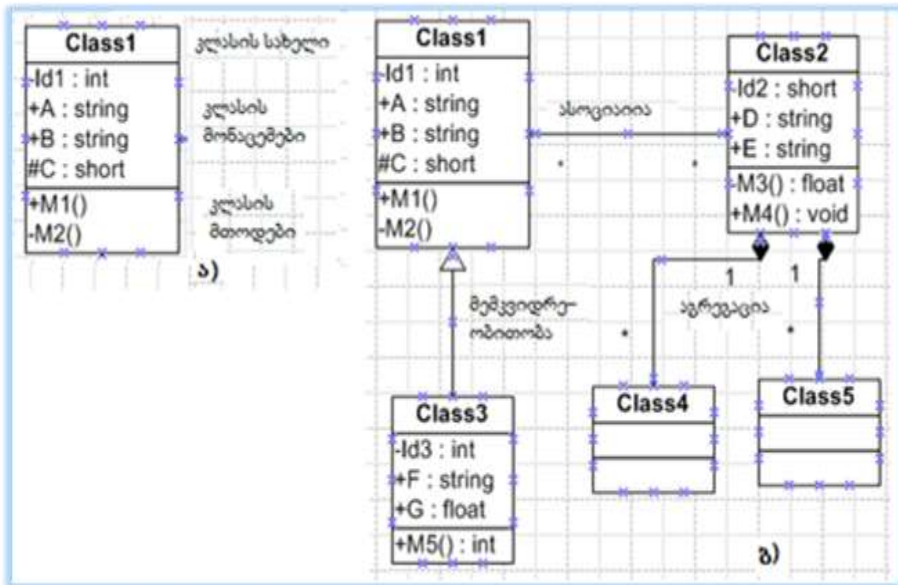 Class1
-Id1 : int
+A : string
+B : string
#C : short
+M1()
-M2()
კლასის სახელი
კლასის
მონაცემები
კლასის
მთოდები
ა)
Class1
-Id1 : int
+A : string
+B : string
#C : short
+M1()
-M2()
ასოციაიია
*
*
Class2
-Id2 : short
+D : string
+E : string
-M3() : float
+M4() : void
1
1
აგრეგაცია
*
*
მემკვიდრე–
ობითობა
Class3
-Id3 : int
+F : string
+G : float
+M5() : int
Class4
Class5
ბ)